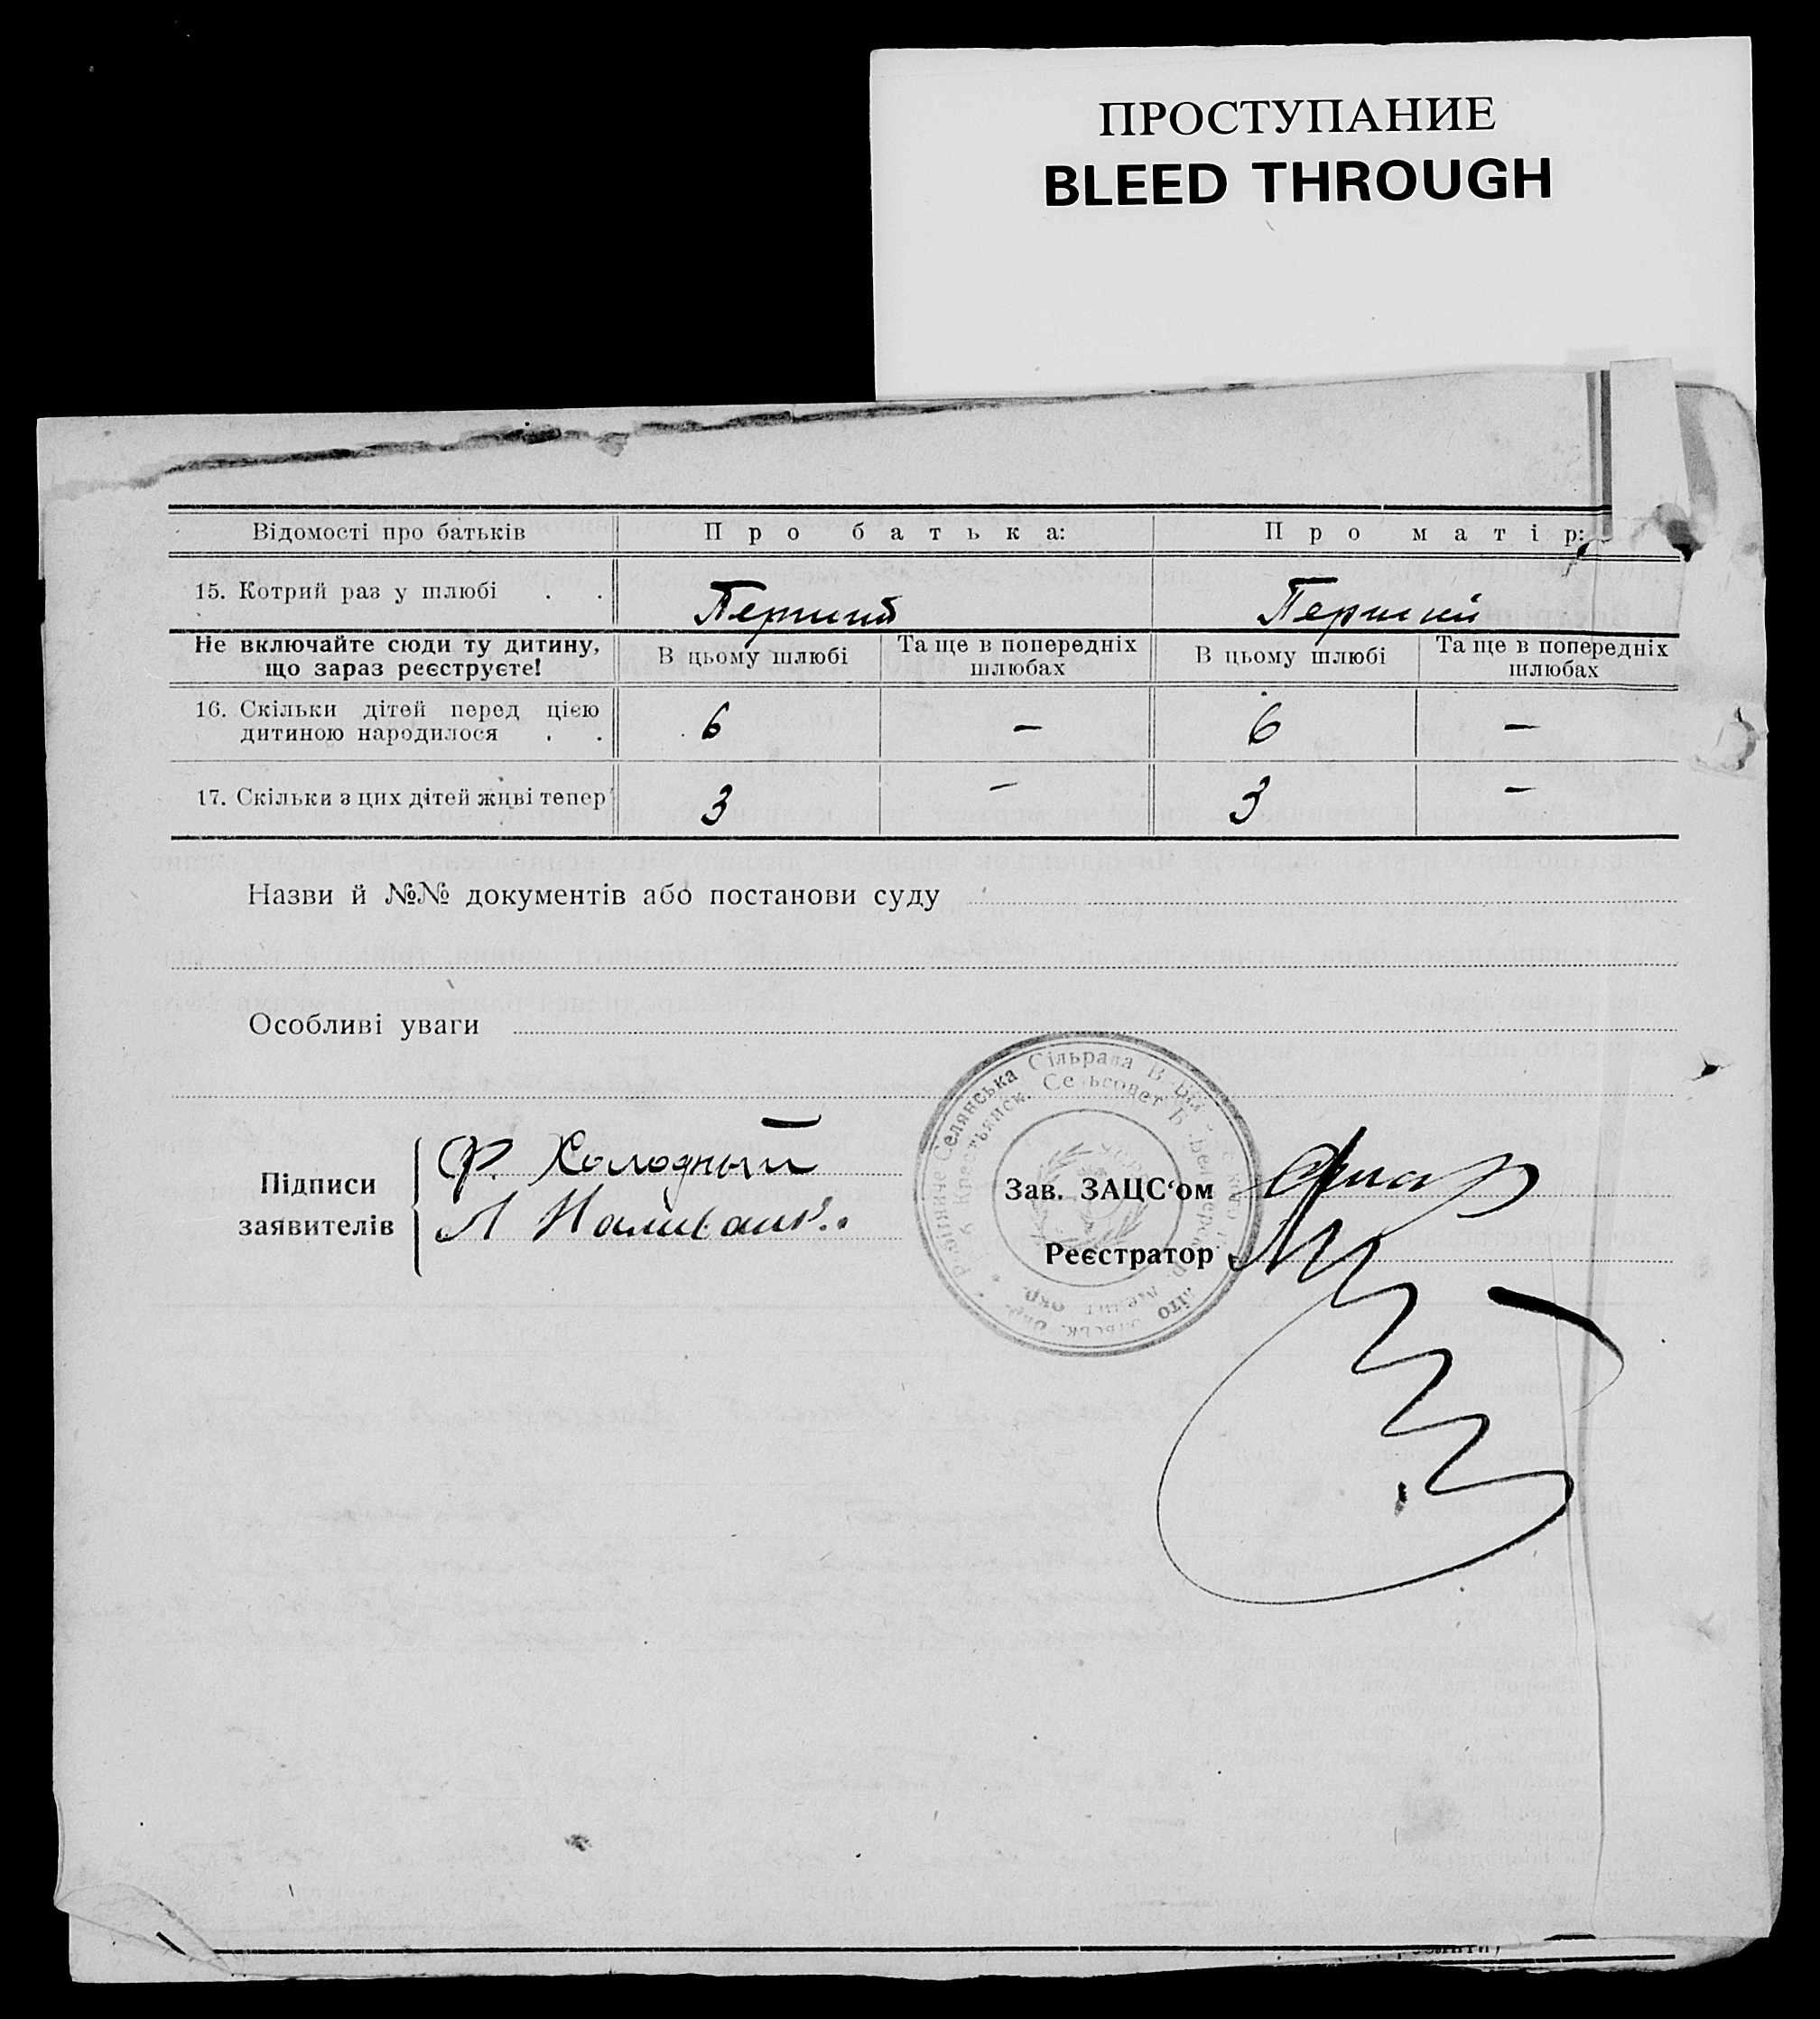 ПРОСТУПАНИЕ
BLEED THROUGH
Відомості про батьків
Про батька:
Про матір:
15. Котрий раз у шлюбі . .
Перший
Перший
Не включайте сюди ту дитину,
що зараз реєструєте!
В цьому шлюбі
Та ще в попередніх
шлюбах
В цьому шлюбі
Та ще в попередніх
шлюбах
16. Скільки дітей перед цією
дитиною народилося . .
6
—
6
—
17. Скільки з цих дітей живі тепер
3
—
3
—
Назви й №№ документів або постанови суду
Особливі уваги
Підписи
заявителів
Ф. Холодный
Л
Селянська Сільрада
Сельсовет
Зав. ЗАЦС‘ом
Реєстратор